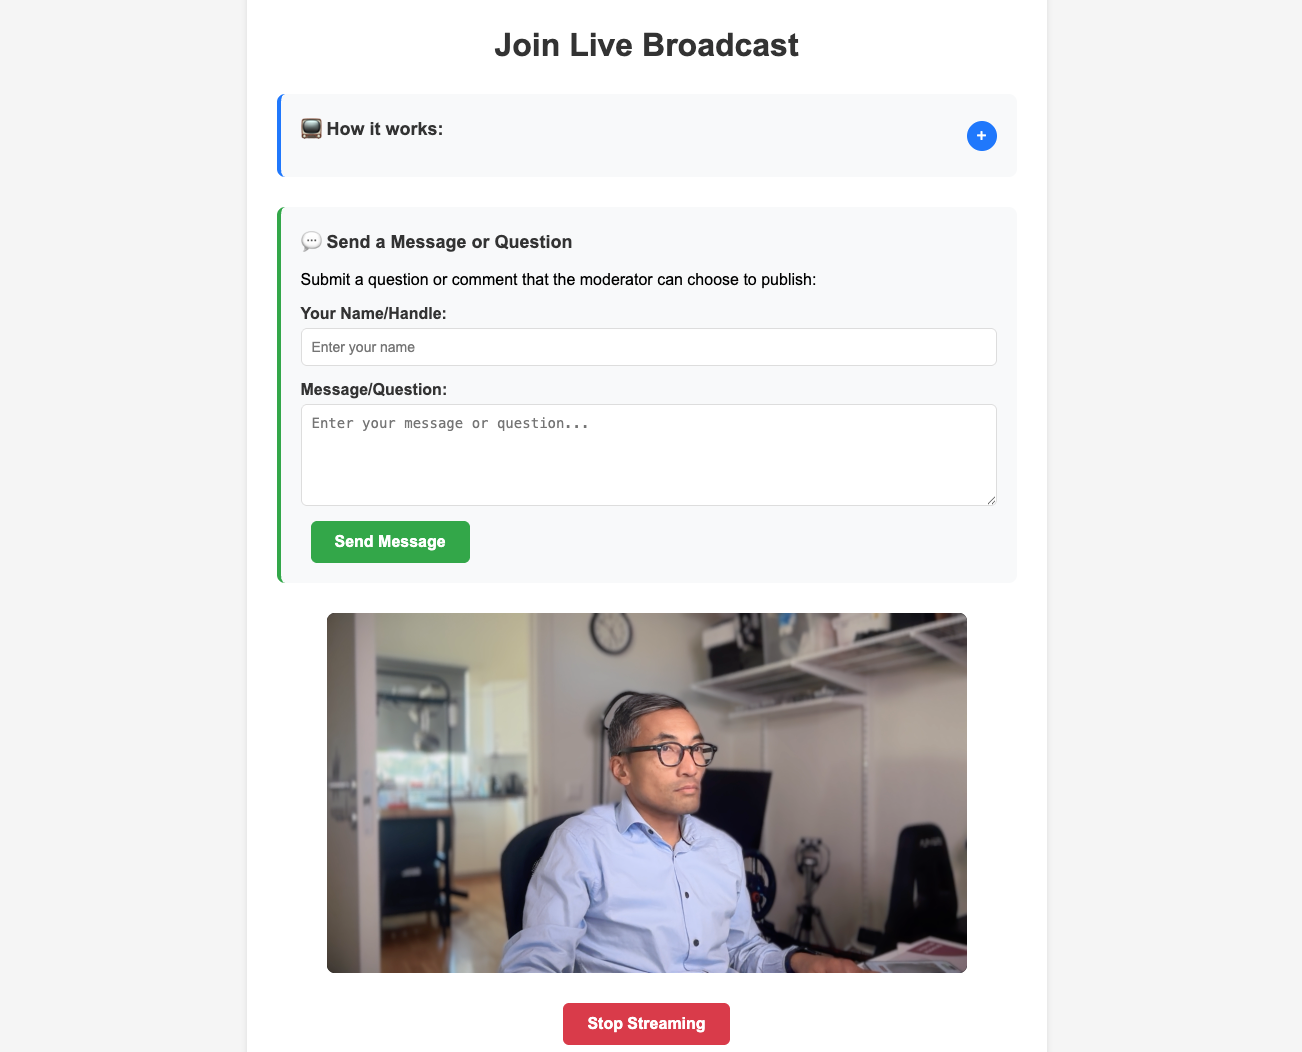 Join Live Broadcast
📺 How it works:
+
💬 Send a Message or Question
Submit a question or comment that the moderator can choose to publish:
Your Name/Handle:
Enter your name
Message/Question:
Enter your message or question...
Send Message
Stop Streaming